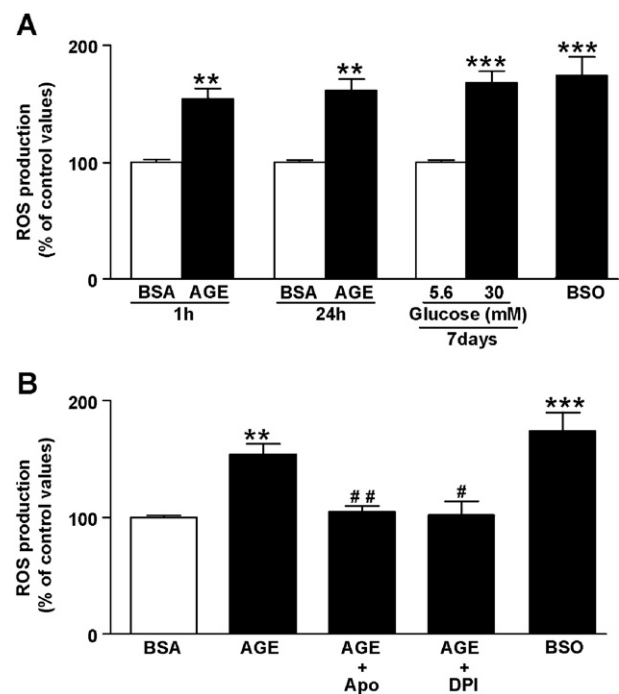 A
ROS production
(% of control values)
200
100
0
** ** *** ***
BSA AGE BSA AGE 5.6 30 BSO
1h 24h Glucose (mM)
7days
B
ROS production
(% of control values)
200
100
0
** ## # ***
BSA AGE AGE AGE BSO
+ +
Apo DPI